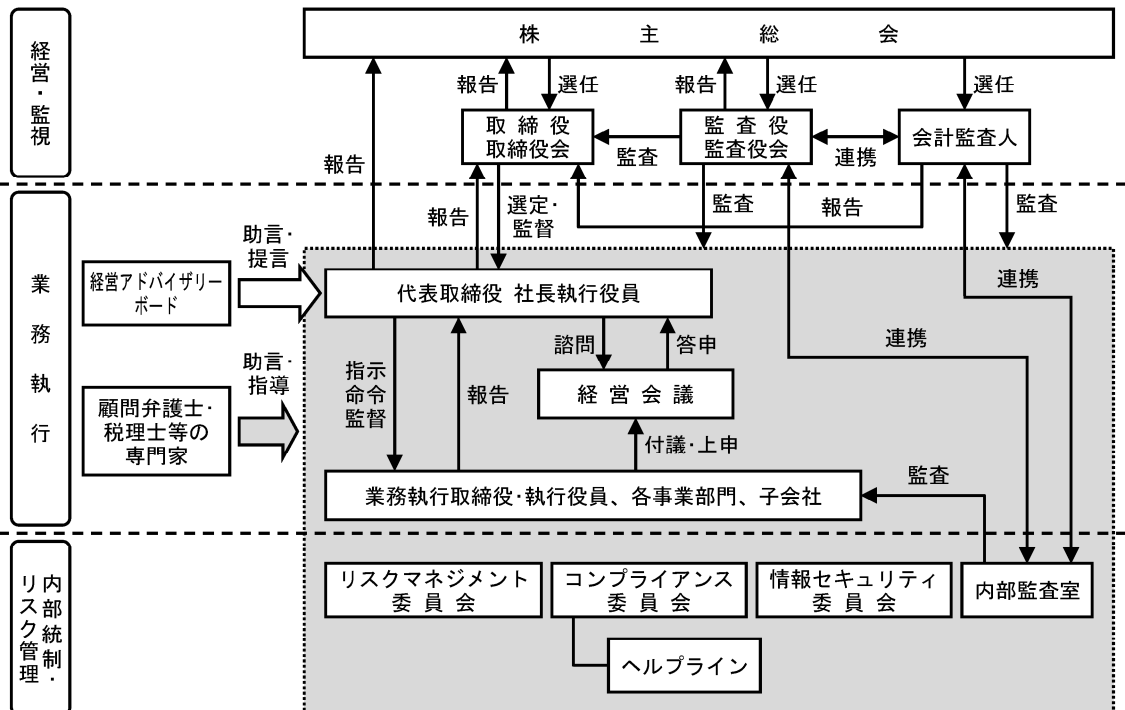 経営・監視
株主総会
報告
選任
報告
選任
選任
取締役
取締役会
監査役
監査役会
会計監査人
監査
連携
報告
報告
選定・
監督
監査
報告
監査
業務執行
助言・
提言
経営アドバイザリー
ボード
代表取締役 社長執行役員
連携
諮問
答申
連携
助言・
指導
指示
命令
監督
報告
経営会議
顧問弁護士・
税理士等の
専門家
付議・上申
業務執行取締役・執行役員、各事業部門、子会社
監査
内部統制・
リスク管理
リスクマネジメント
委員会
コンプライアンス
委員会
情報セキュリティ
委員会
内部監査室
ヘルプライン